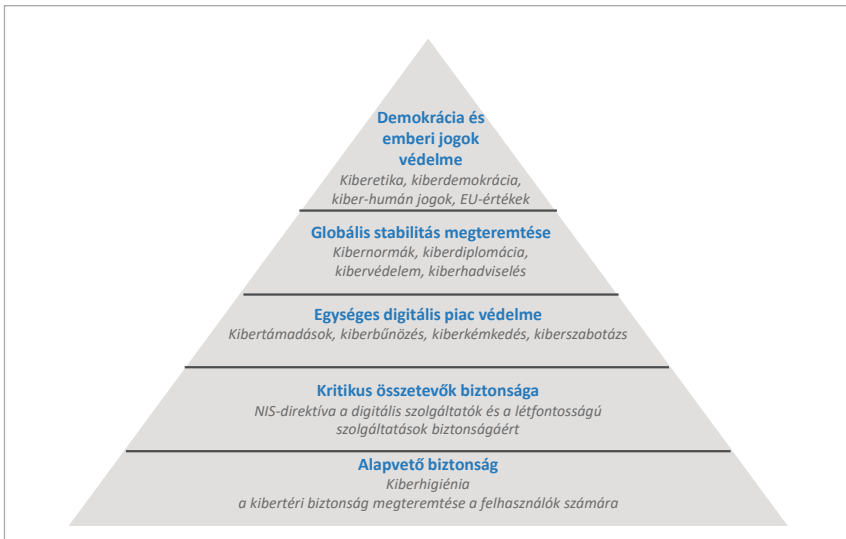 Demokrácia és
emberi jogok
védelme
Kiberetika, kiberdemokrácia,
kiber-humán jogok, EU-értékek
Globális stabilitás megteremtése
Kibernormák, kiberdiplomácia,
kibervédelem, kiberhadviselés
Egységes digitális piac védelme
Kibertámadások, kiberbűnözés, kiberkémkedés, kiberszabotázs
Kritikus összetevők biztonsága
NIS-direktíva a digitális szolgáltatók és a létfontosságú
szolgáltatások biztonságáért
Alapvető biztonság
Kiberhigiénia
a kibertéri biztonság megteremtése a felhasználók számára